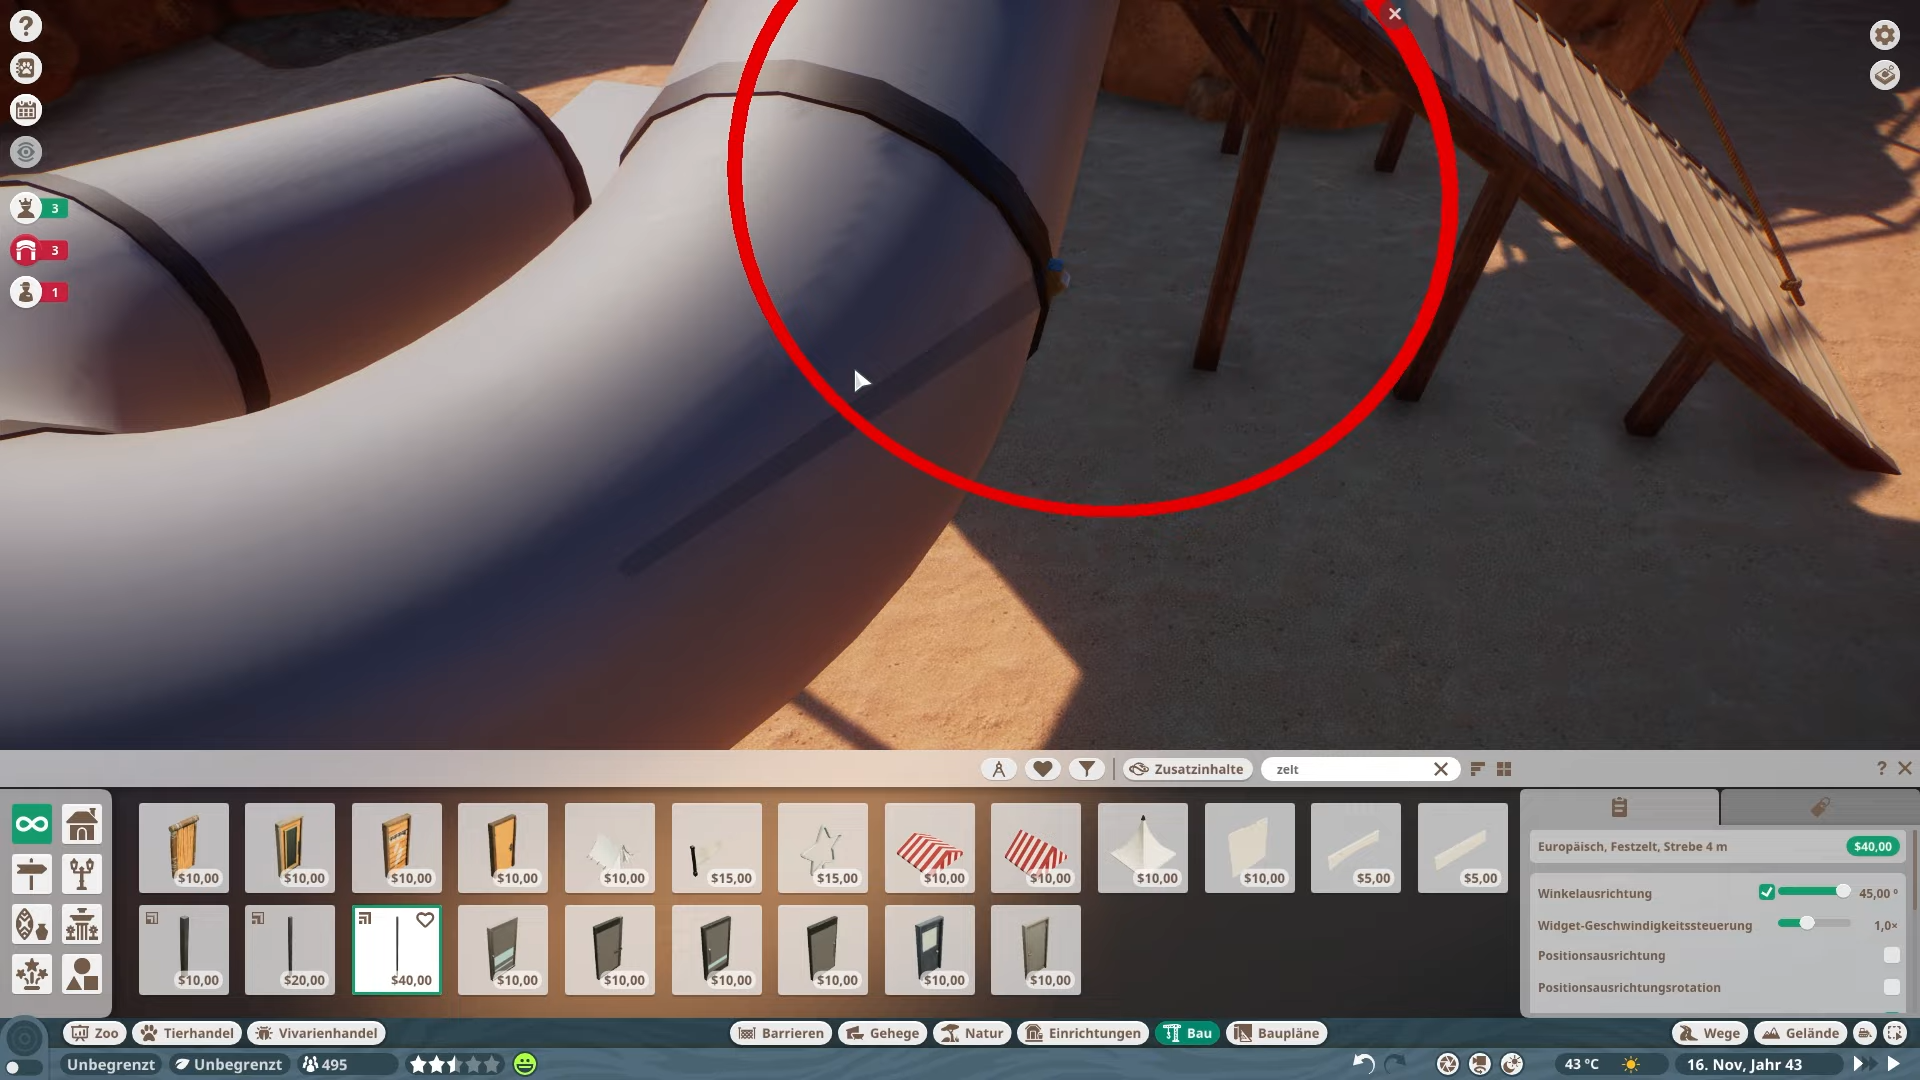 3
3
1
Zusatzinhalte
zelt
?
$10,00
$10,00
$10,00
$10,00
$10,00
$15,00
$15,00
$10,00
$10,00
$10,00
$10,00
$5,00
$5,00
$10,00
$20,00
$40,00
$10,00
$10,00
$10,00
$10,00
$10,00
$10,00
Europäisch, Festzelt, Strebe 4 m
$40,00
Winkelausrichtung
45,00 °
Widget-Geschwindigkeitssteuerung
1,0×
Positionsausrichtung
Positionsausrichtungsrotation
Zoo
Tierhandel
Vivarienhandel
Barrieren
Gehege
Natur
Einrichtungen
Bau
Baupläne
Wege
Gelände
Unbegrenzt
Unbegrenzt
495
43 °C
16. Nov, Jahr 43